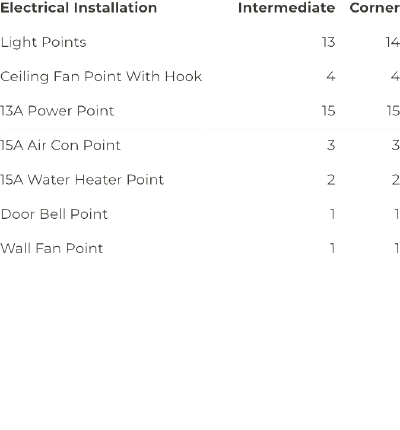 Electrical Installation Intermediate Corner
Light Points 13 14
Ceiling Fan Point With Hook 4 4
13A Power Point 15 15
15A Air Con Point 3 3
15A Water Heater Point 2 2
Door Bell Point 1 1
Wall Fan Point 1 1